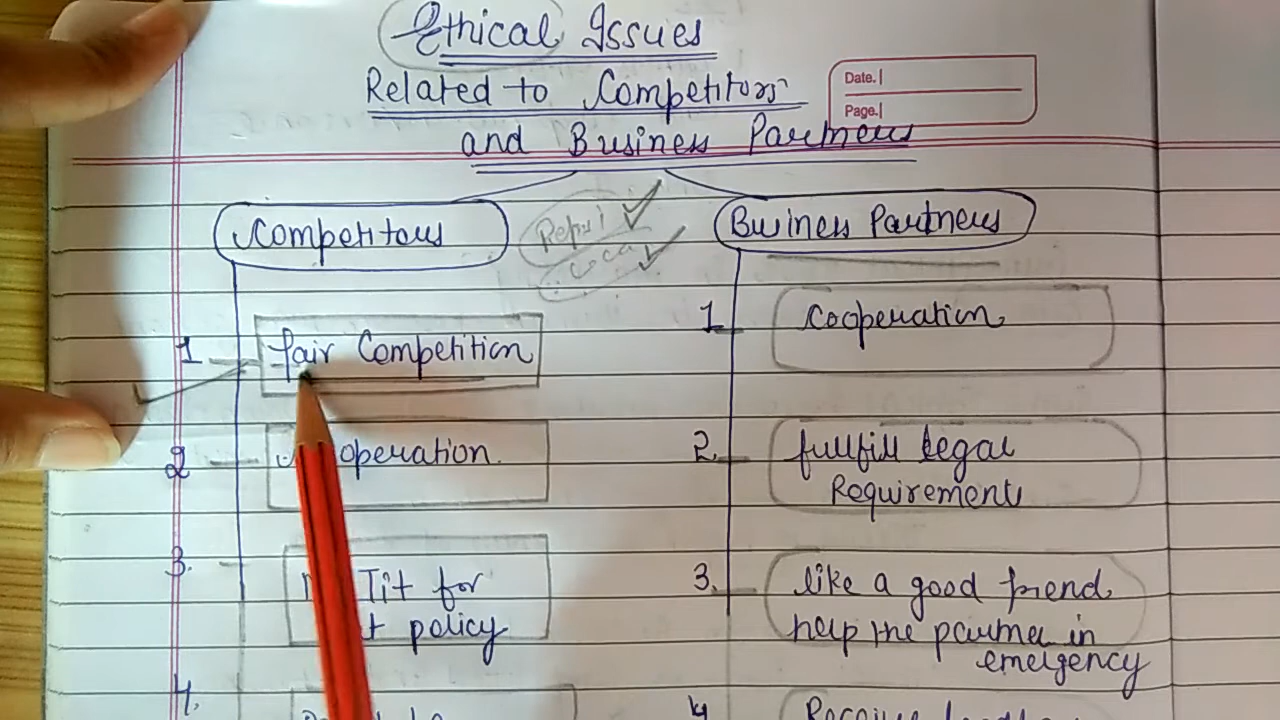 Ethical Issues
Related to Competitors
and Business Partners
Date.
Page.
Competitors
Business Partners
1 fair Competition
2 operation.
3. Tit for
policy
4.
1 Cooperation
2. fullfill legal
Requirement
3. like a good friend
help the partner in
emergency
4